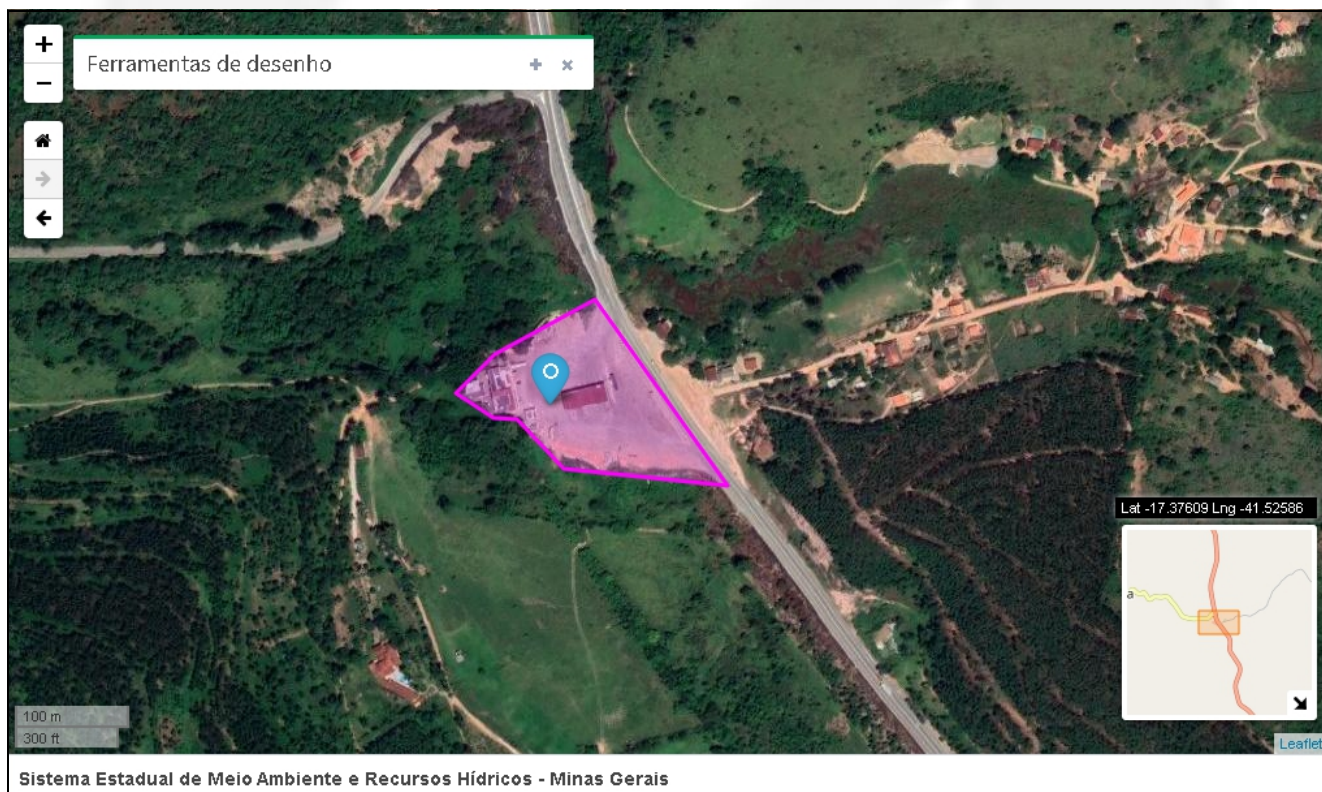 Ferramentas de desenho
Lat -17.37609 Lng -41.52586
a
100 m
300 ft
Leaflet
Sistema Estadual de Meio Ambiente e Recursos Hídricos - Minas Gerais